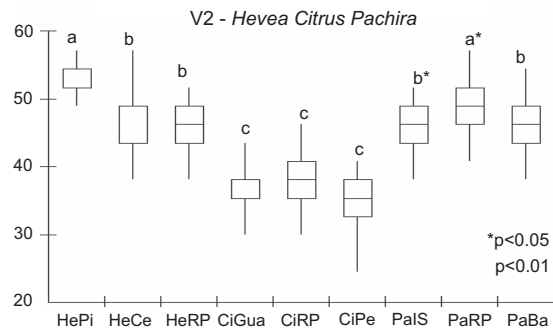 V2 - Hevea Citrus Pachira
60
50
40
30
20
a
b
b
c
c
c
b*
a*
b
*p<0.05
p<0.01
HePi HeCe HeRP CiGua CiRP CiPe PaIS PaRP PaBa